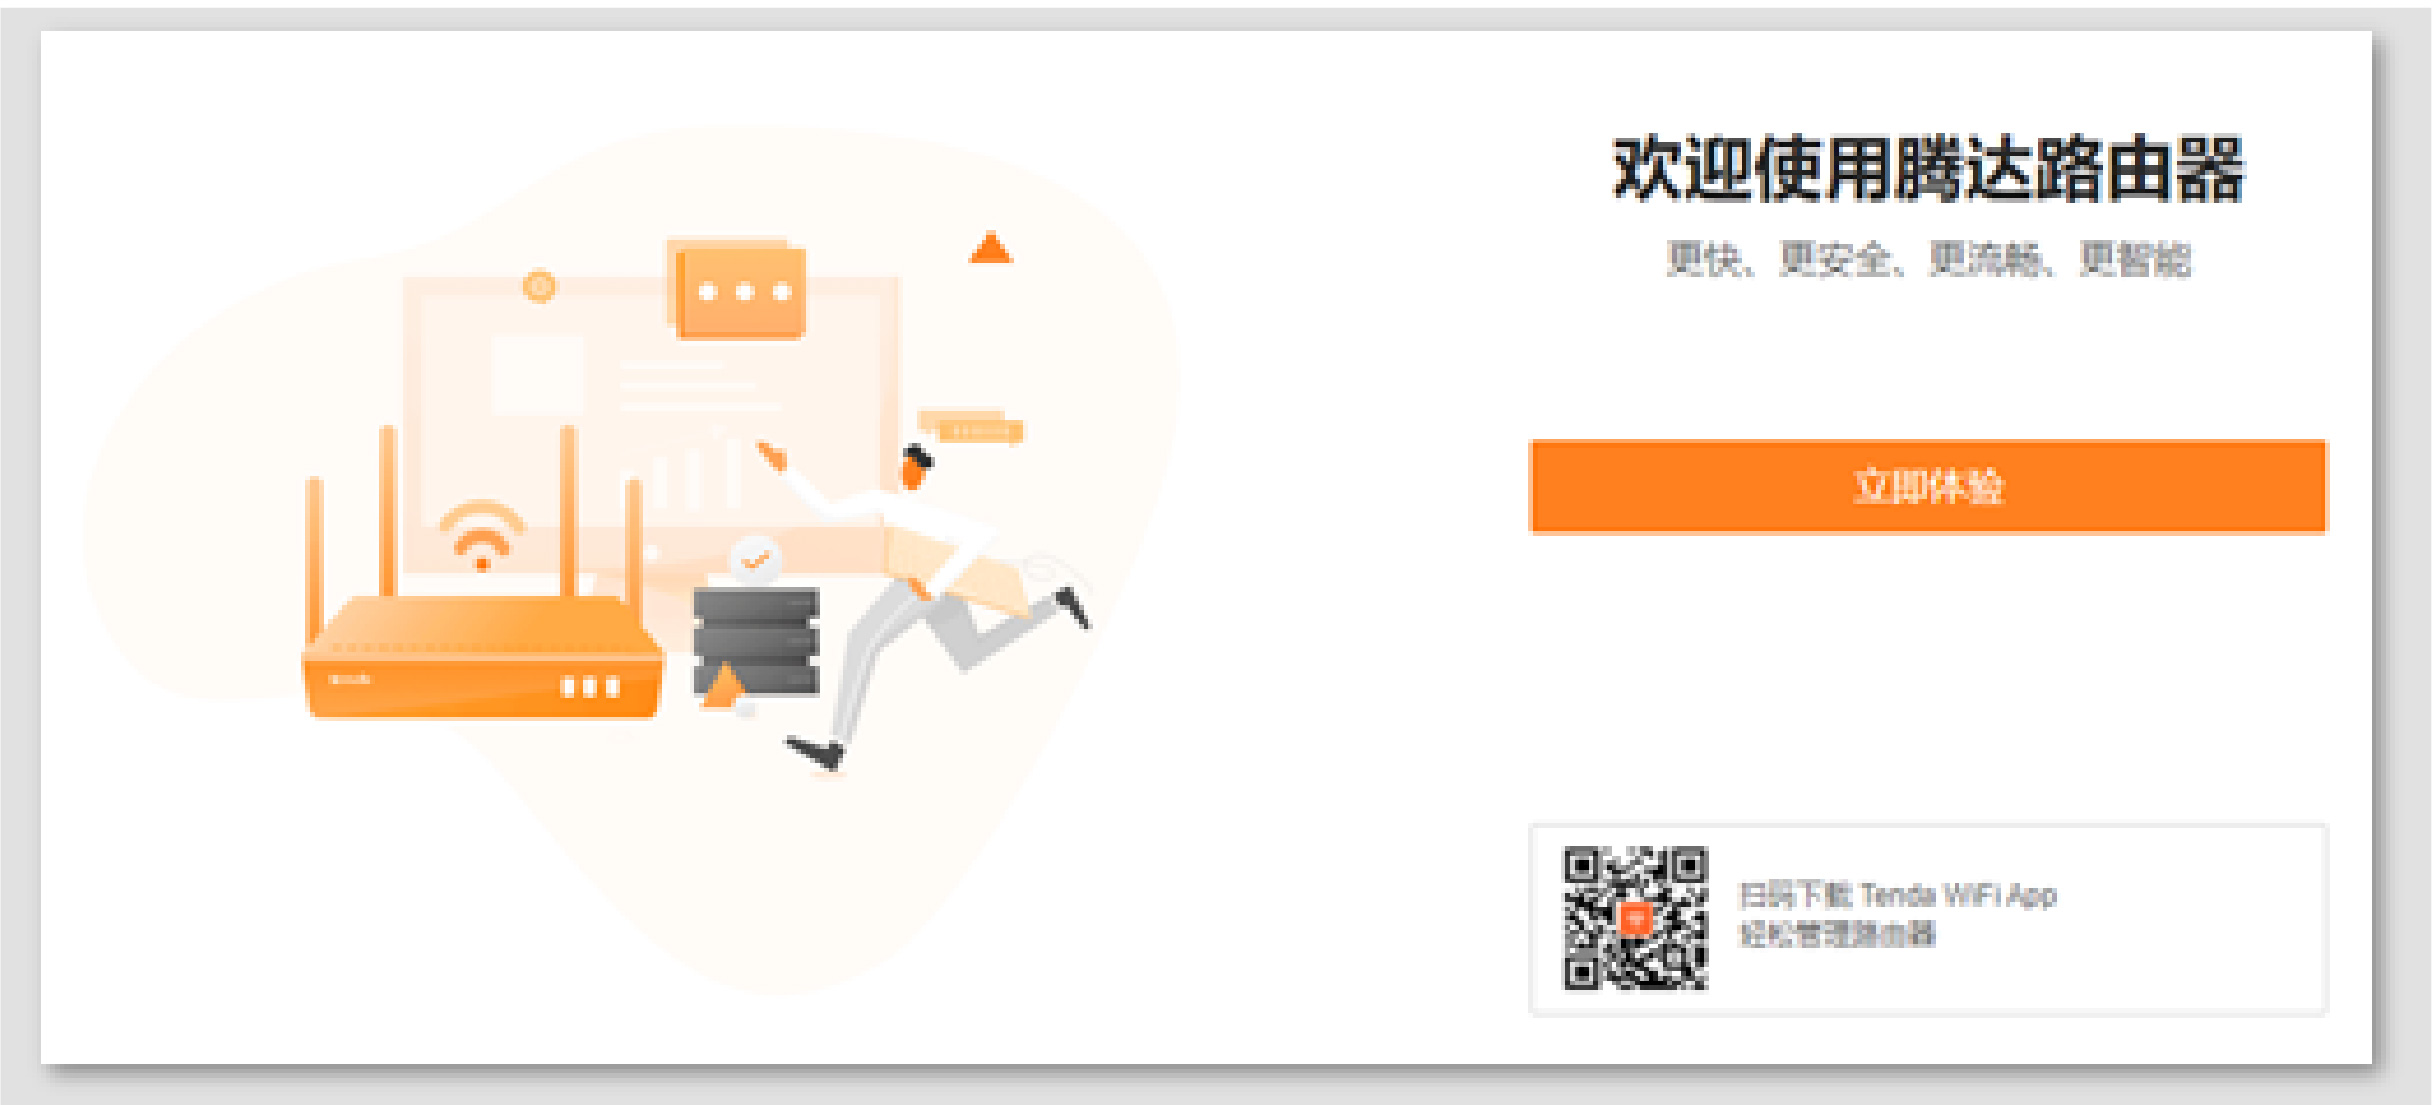 欢迎使用腾达路由器
更快、更安全、更流畅、更智能
立即体验
扫码下载 Tenda WiFi App
轻松管理路由器